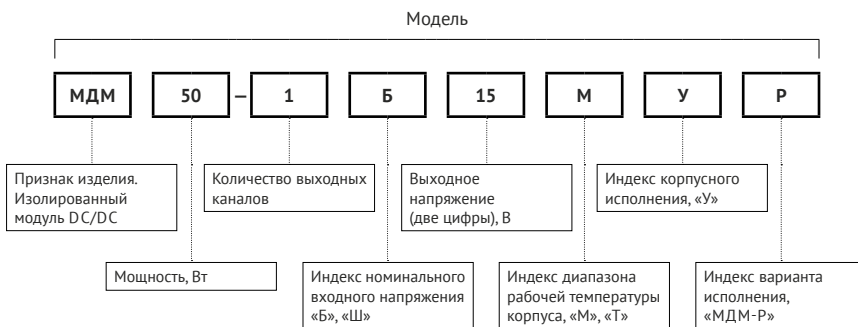 Модель
МДМ 50 – 1 Б 15 М У Р
Признак изделия.
Изолированный
модуль DC/DC
Количество выходных
каналов
Выходное
напряжение
(две цифры), В
Индекс корпусного
исполнения, «У»
Мощность, Вт
Индекс номинального
входного напряжения
«Б», «Ш»
Индекс диапазона
рабочей температуры
корпуса, «М», «Т»
Индекс варианта
исполнения,
«МДМ-Р»